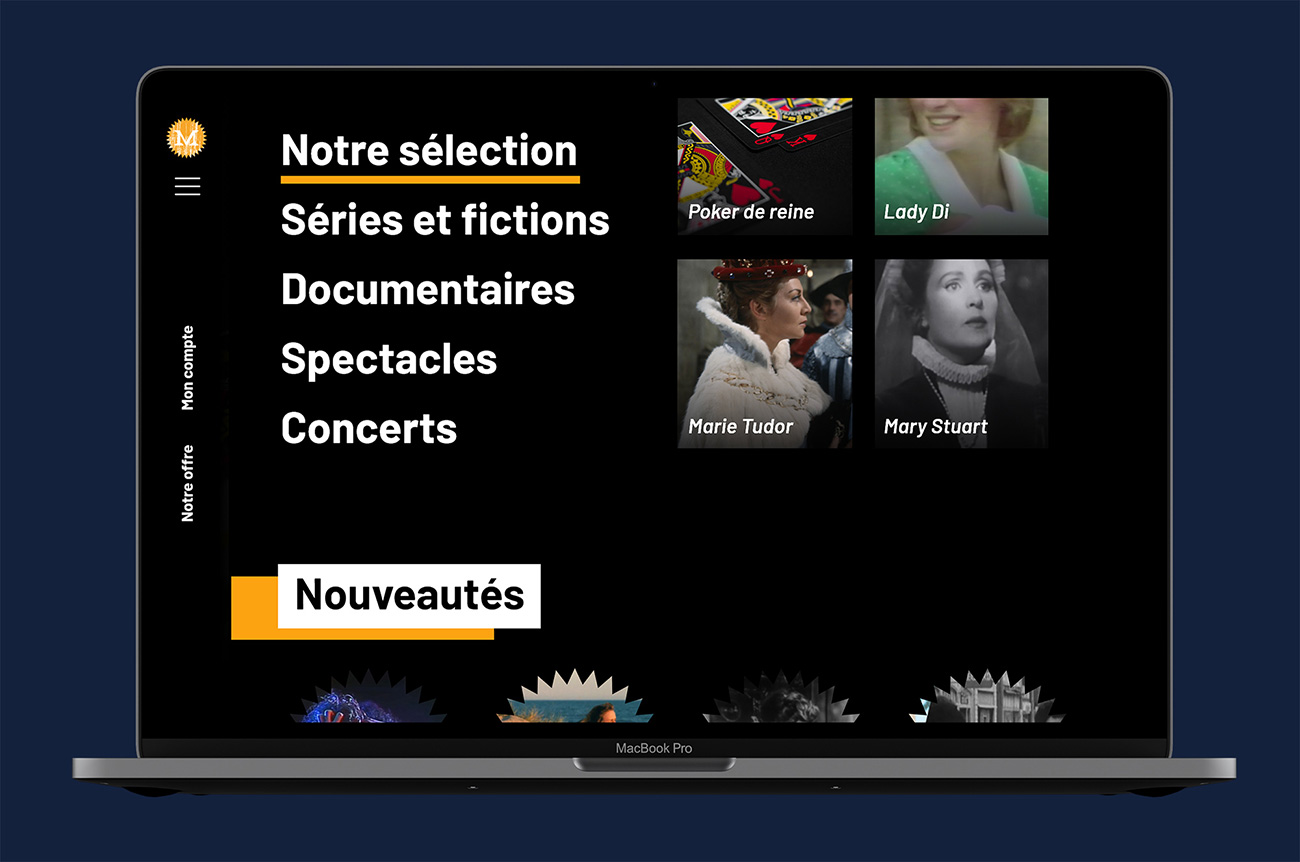 M
Notre sélection
Séries et fictions
Documentaires
Spectacles
Concerts
Mon compte
Notre offre
Poker de reine
Lady Di
Marie Tudor
Mary Stuart
Nouveautés
MacBook Pro